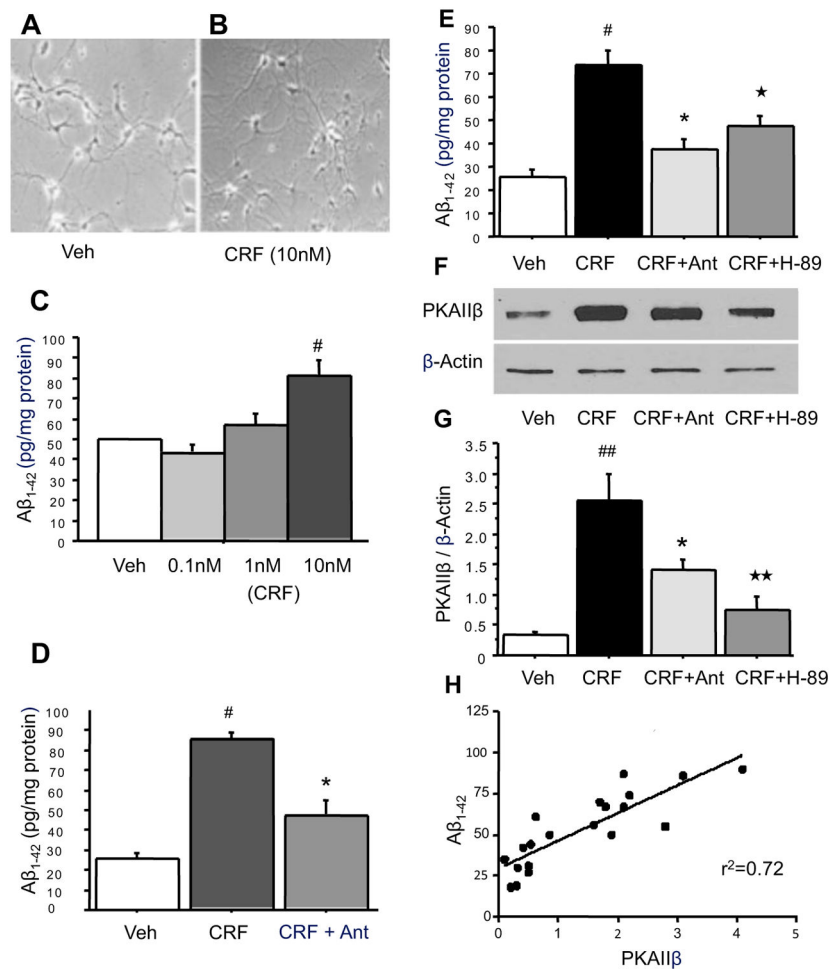 A
B
Veh
CRF (10nM)
C
Aβ1-42 (pg/mg protein)
100
90
80
70
60
50
40
30
20
10
0
#
Veh 0.1nM 1nM 10nM
(CRF)
D
Aβ1-42 (pg/mg protein)
100
90
80
70
60
50
40
30
20
10
0
#
*
Veh CRF CRF + Ant
E
Aβ1-42 (pg/mg protein)
90
80
70
60
50
40
30
20
10
0
#
*
★
Veh CRF CRF+Ant CRF+H-89
F
PKAIIβ
β-Actin
Veh CRF CRF+Ant CRF+H-89
G
PKAIIβ / β-Actin
3.5
3.0
2.5
2.0
1.5
1.0
0.5
0
##
*
★★
Veh CRF CRF+Ant CRF+H-89
H
Aβ1-42
125
100
75
50
25
0
r²=0.72
0 1 2 3 4 5
PKAIIβ